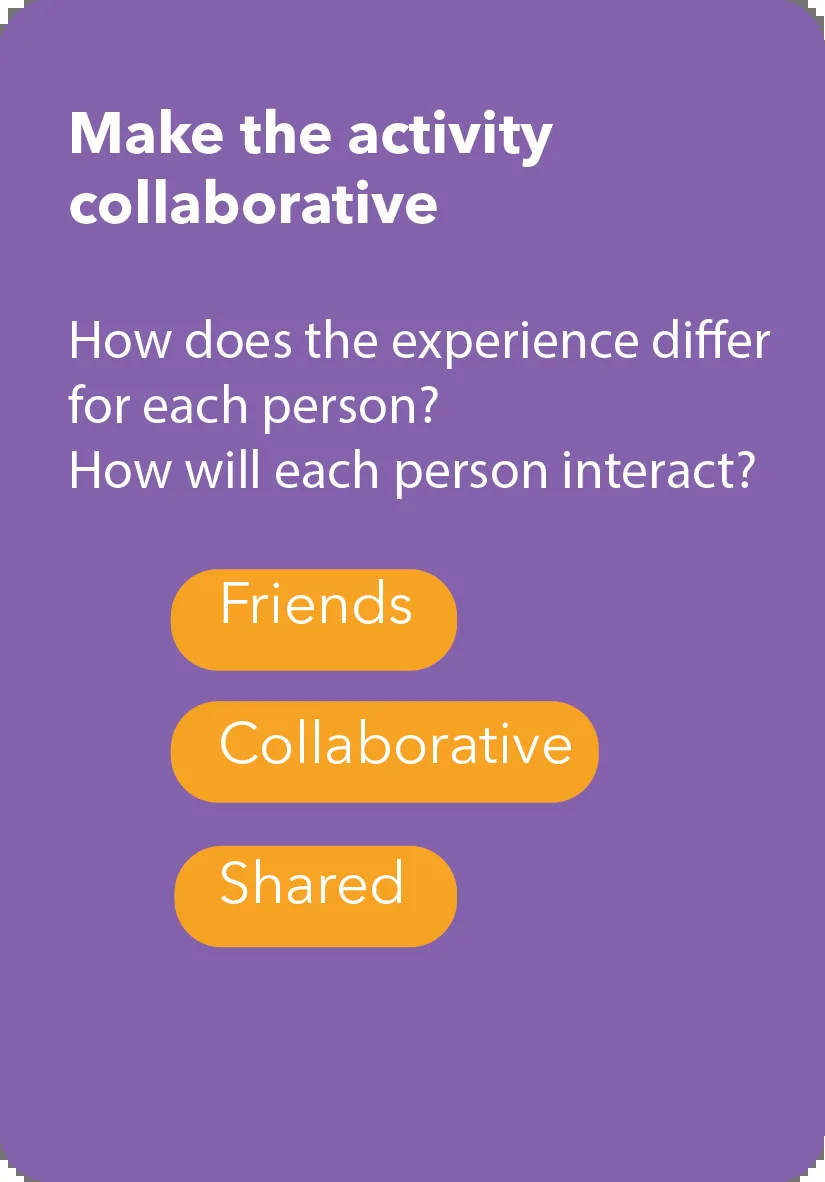 Make the activity
collaborative
How does the experience differ
for each person?
How will each person interact?
Friends
Collaborative
Shared